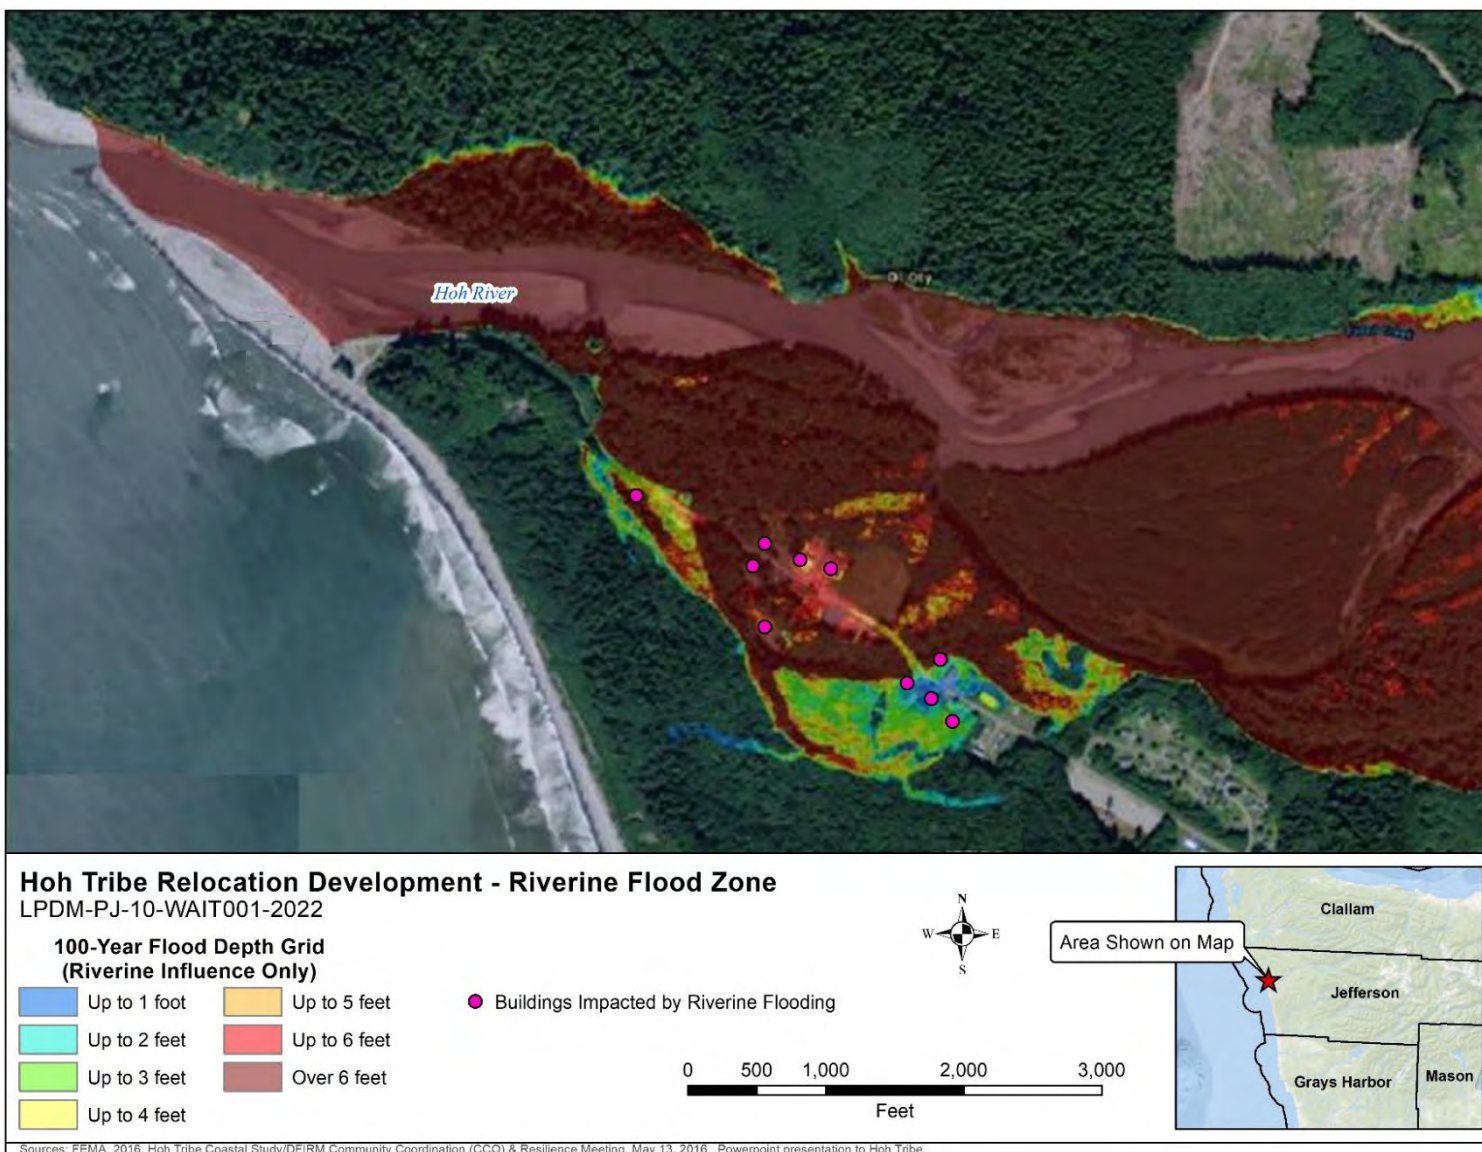 Oil City
Hoh River
Hoh Tribe Relocation Development - Riverine Flood Zone
LPDM-PJ-10-WAIT001-2022
100-Year Flood Depth Grid
(Riverine Influence Only)
Up to 1 foot
Up to 2 feet
Up to 3 feet
Up to 4 feet
Up to 5 feet
Up to 6 feet
Over 6 feet
Buildings Impacted by Riverine Flooding
N
W E
S
0 500 1,000 2,000 3,000
Feet
Area Shown on Map
Clallam
Jefferson
Grays Harbor
Mason
Sources: FEMA, 2016, Hoh Tribe Coastal Study/DFIRM Community Coordination (CCO) & Resilience Meeting, May 13, 2016. Powerpoint presentation to Hoh Tribe.